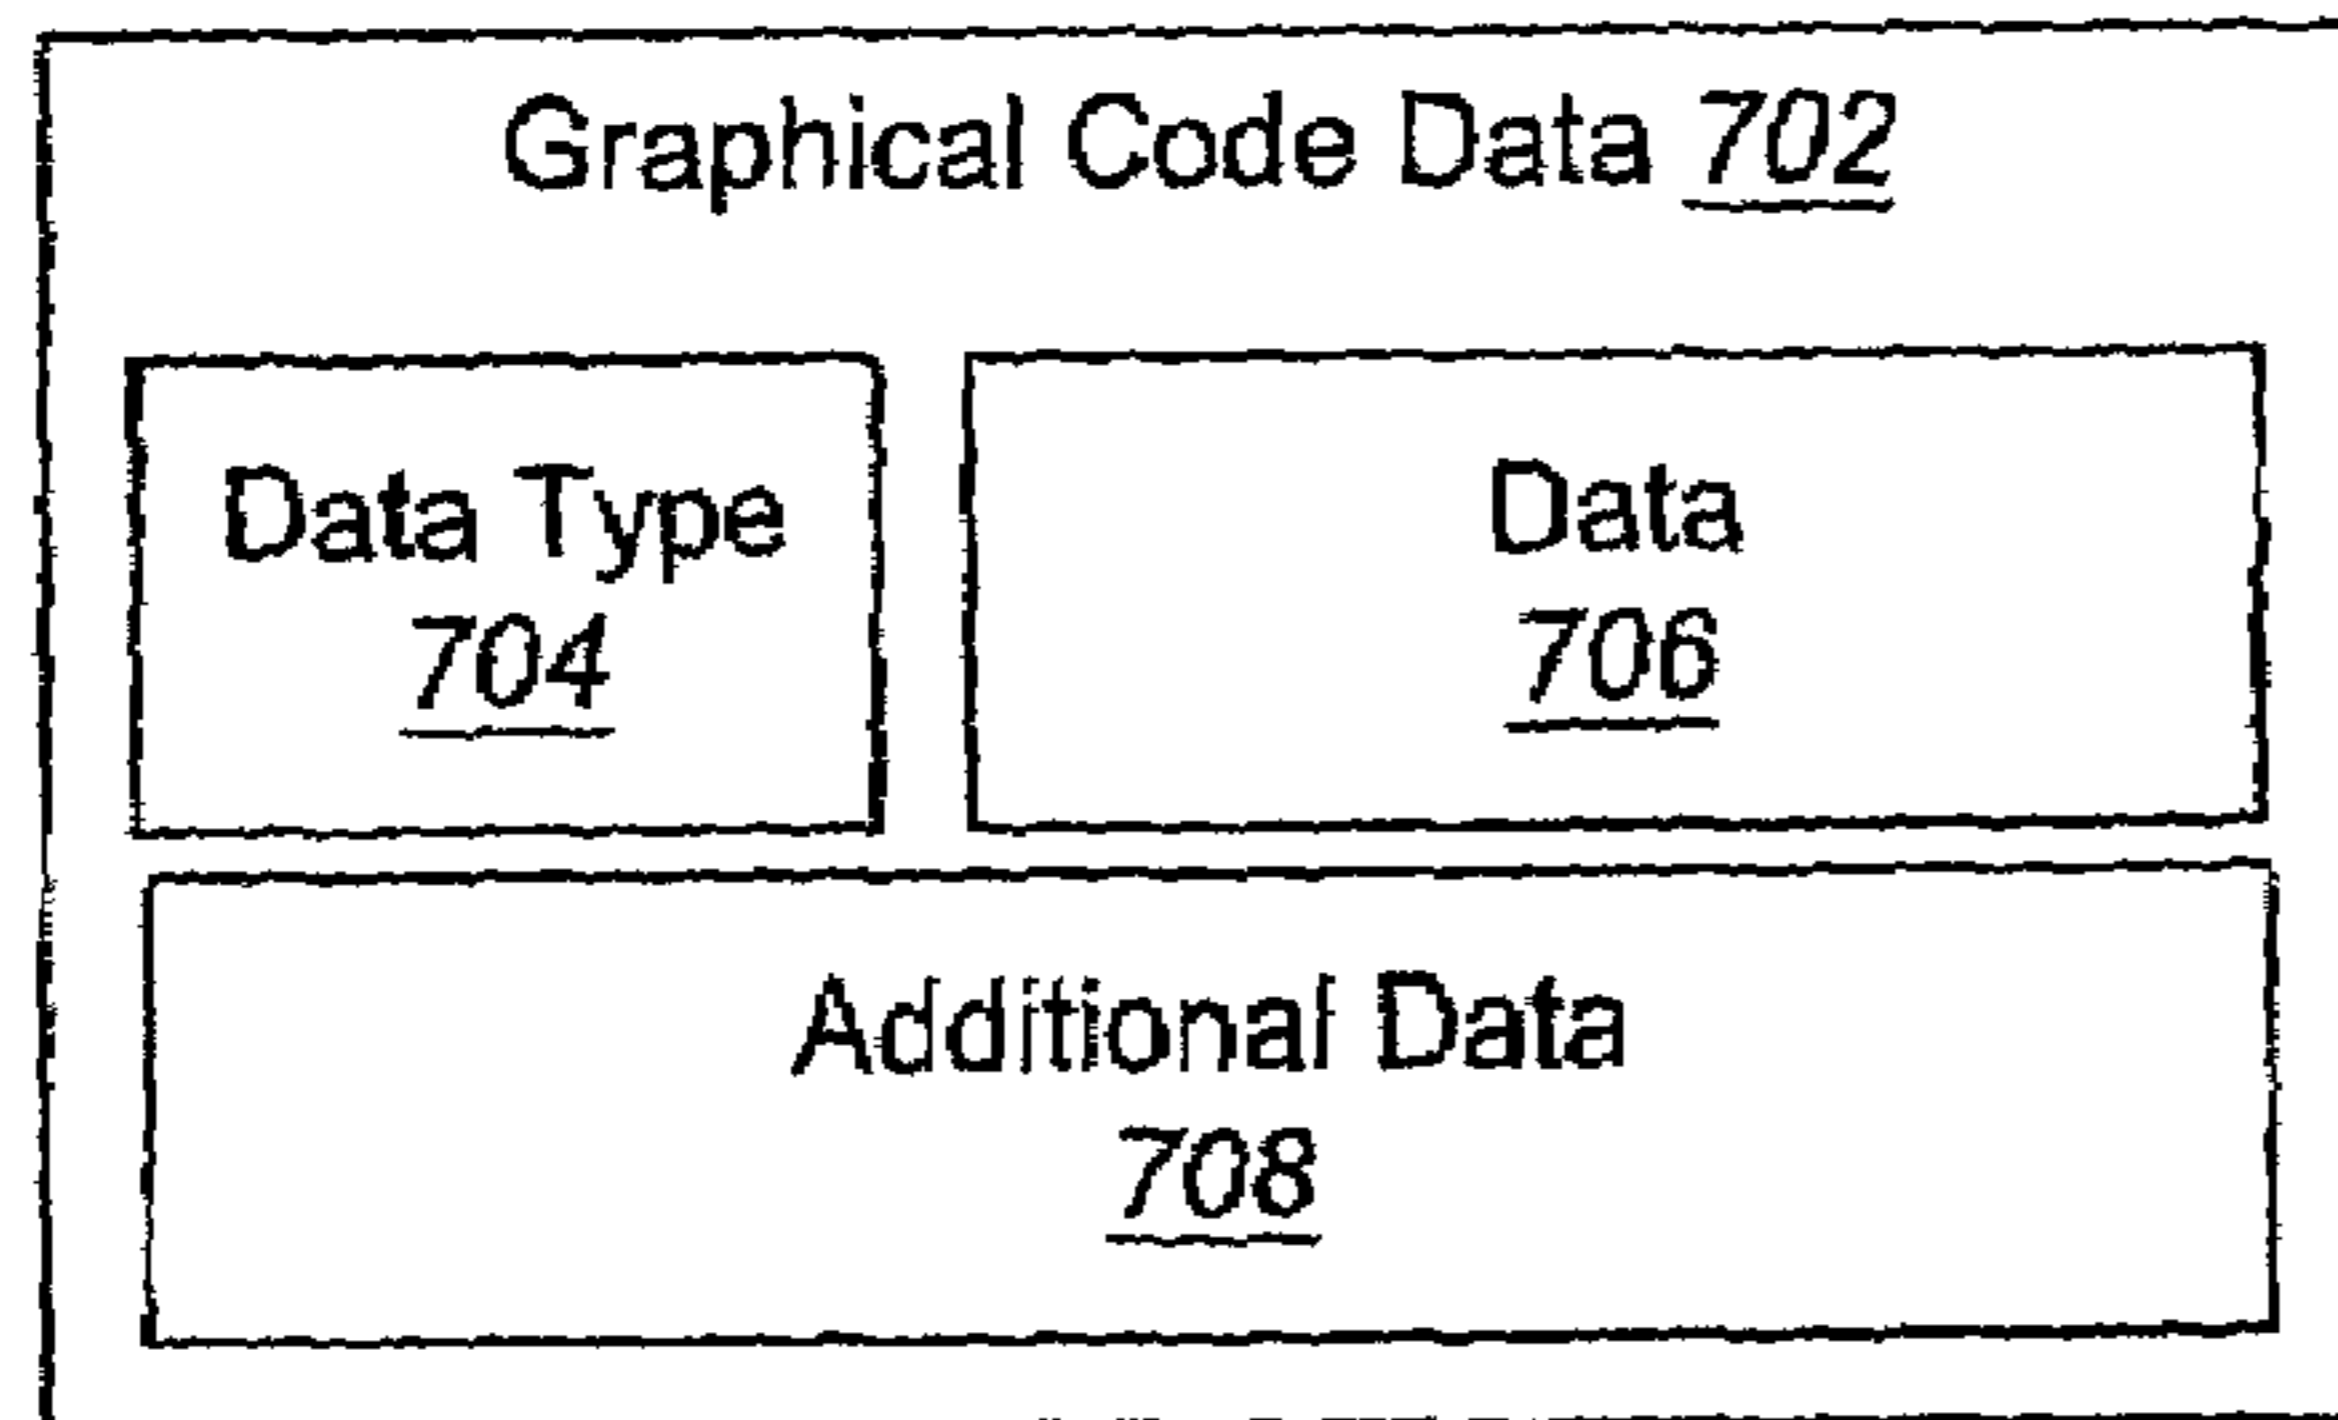 Graphical Code Data 702
Data Type
704
Data
706
Additional Data
708